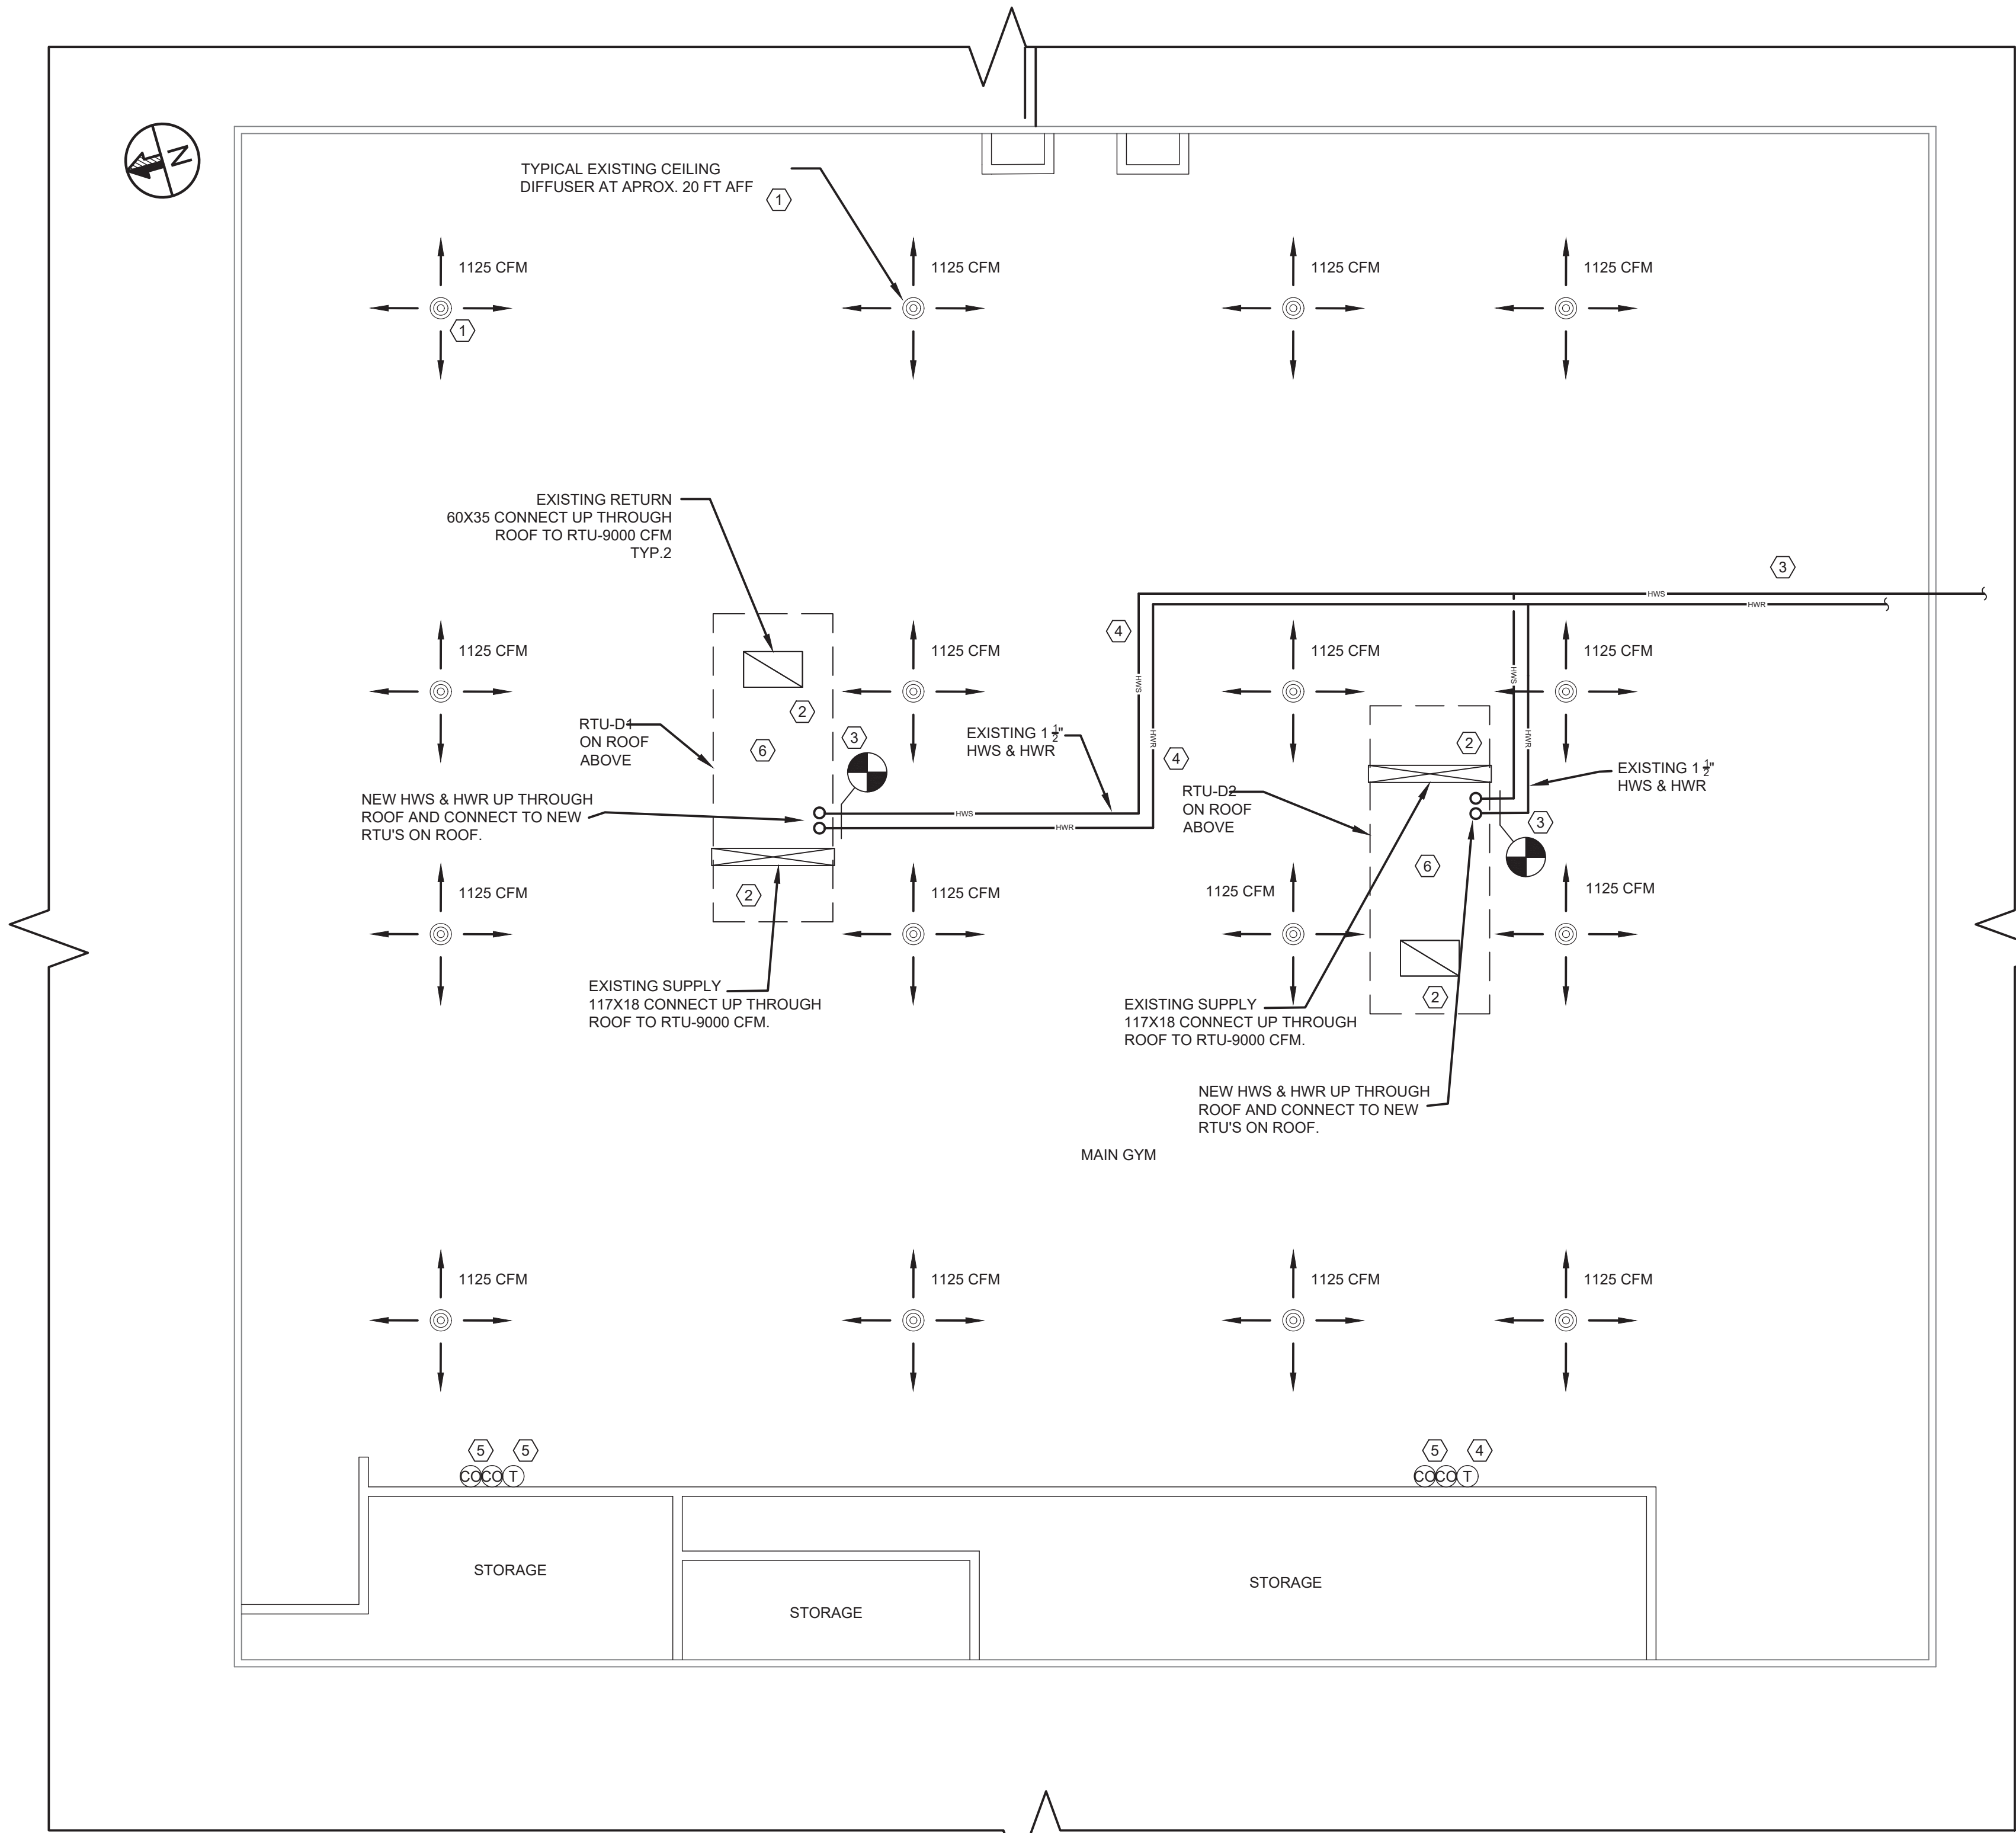 N
TYPICAL EXISTING CEILING
DIFFUSER AT APROX. 20 FT AFF
1
1125 CFM
1125 CFM
1125 CFM
1125 CFM
1
EXISTING RETURN
60X35 CONNECT UP THROUGH
ROOF TO RTU-9000 CFM
TYP.2
3
HWS
HWR
4
1125 CFM
1125 CFM
1125 CFM
1125 CFM
HWS
HWS
2
RTU-D1
ON ROOF
ABOVE
6
3
EXISTING 1 1/2"
HWS & HWR
HWR
4
2
HWR
EXISTING 1 1/2"
HWS & HWR
RTU-D2
ON ROOF
ABOVE
NEW HWS & HWR UP THROUGH
ROOF AND CONNECT TO NEW
RTU'S ON ROOF.
HWS
HWR
3
6
2
1125 CFM
1125 CFM
1125 CFM
1125 CFM
EXISTING SUPPLY
117X18 CONNECT UP THROUGH
ROOF TO RTU-9000 CFM.
EXISTING SUPPLY
117X18 CONNECT UP THROUGH
ROOF TO RTU-9000 CFM.
2
NEW HWS & HWR UP THROUGH
ROOF AND CONNECT TO NEW
RTU'S ON ROOF.
MAIN GYM
1125 CFM
1125 CFM
1125 CFM
1125 CFM
5 5
CO CO T
5 4
CO CO T
STORAGE
STORAGE
STORAGE